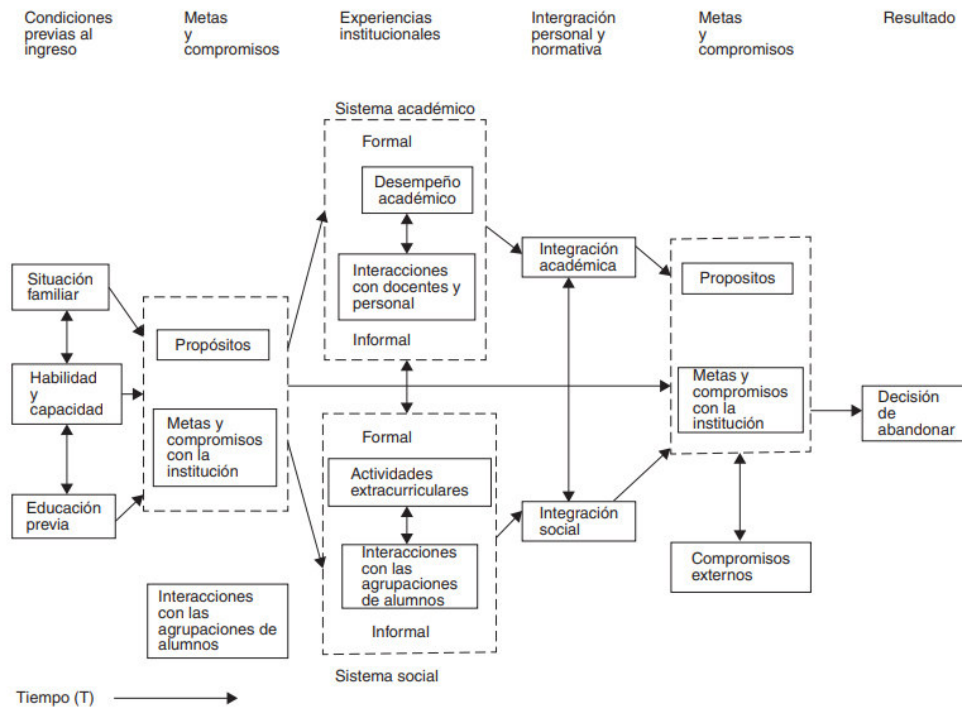 Condiciones
previas al
ingreso
Metas
y
compromisos
Experiencias
institucionales
Intergración
personal y
normativa
Metas
y
compromisos
Resultado
Sistema académico
Formal
Desempeño
académico
Interacciones
con docentes y
personal
Informal
Situación
familiar
Habilidad
y
capacidad
Educación
previa
Propósitos
Metas y
compromisos
con la
institución
Interacciones
con las
agrupaciones de
alumnos
Formal
Actividades
extracurriculares
Interacciones
con las
agrupaciones
de alumnos
Informal
Sistema social
Integración
académica
Integración
social
Propositos
Metas y
compromisos
con la
institución
Compromisos
externos
Decisión
de
abandonar
Tiempo (T)